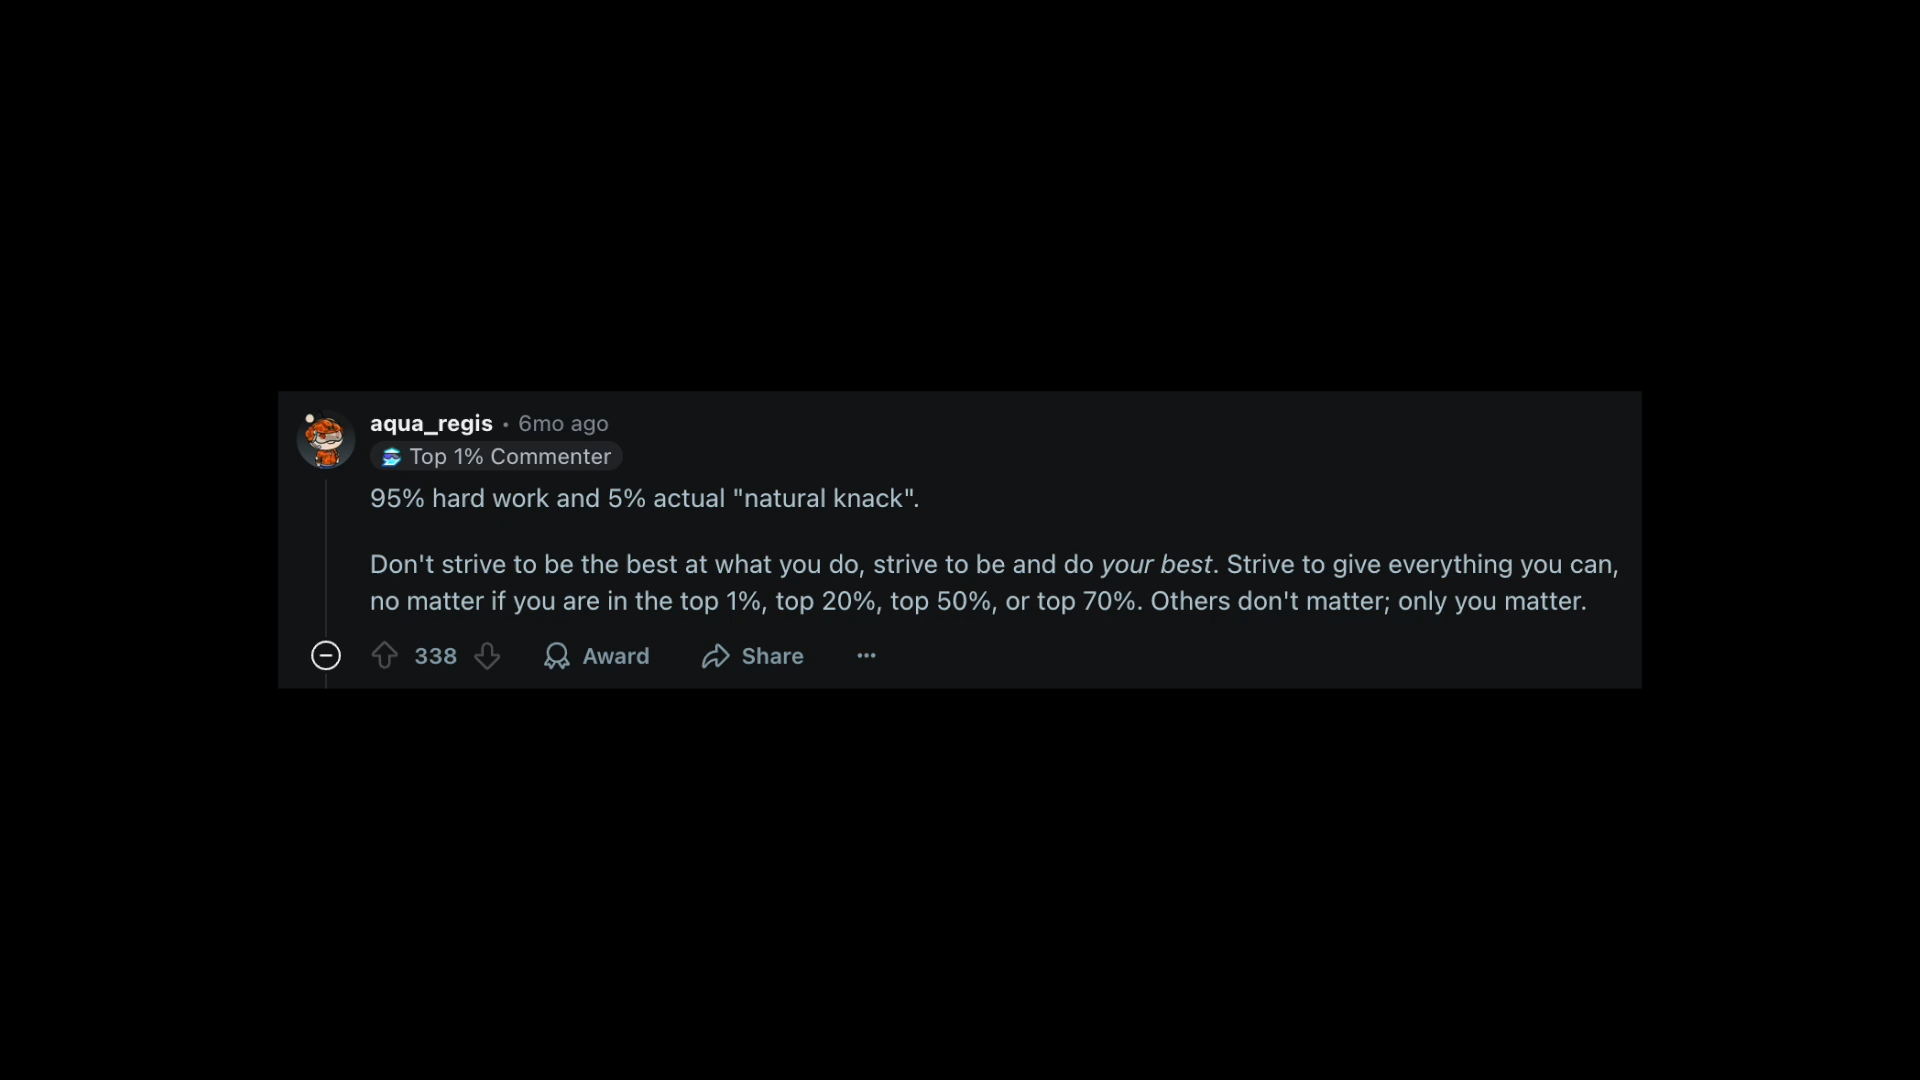 aqua_regis • 6mo ago
Top 1% Commenter
95% hard work and 5% actual "natural knack".
Don't strive to be the best at what you do, strive to be and do your best. Strive to give everything you can,
no matter if you are in the top 1%, top 20%, top 50%, or top 70%. Others don't matter; only you matter.
338 Award Share ...